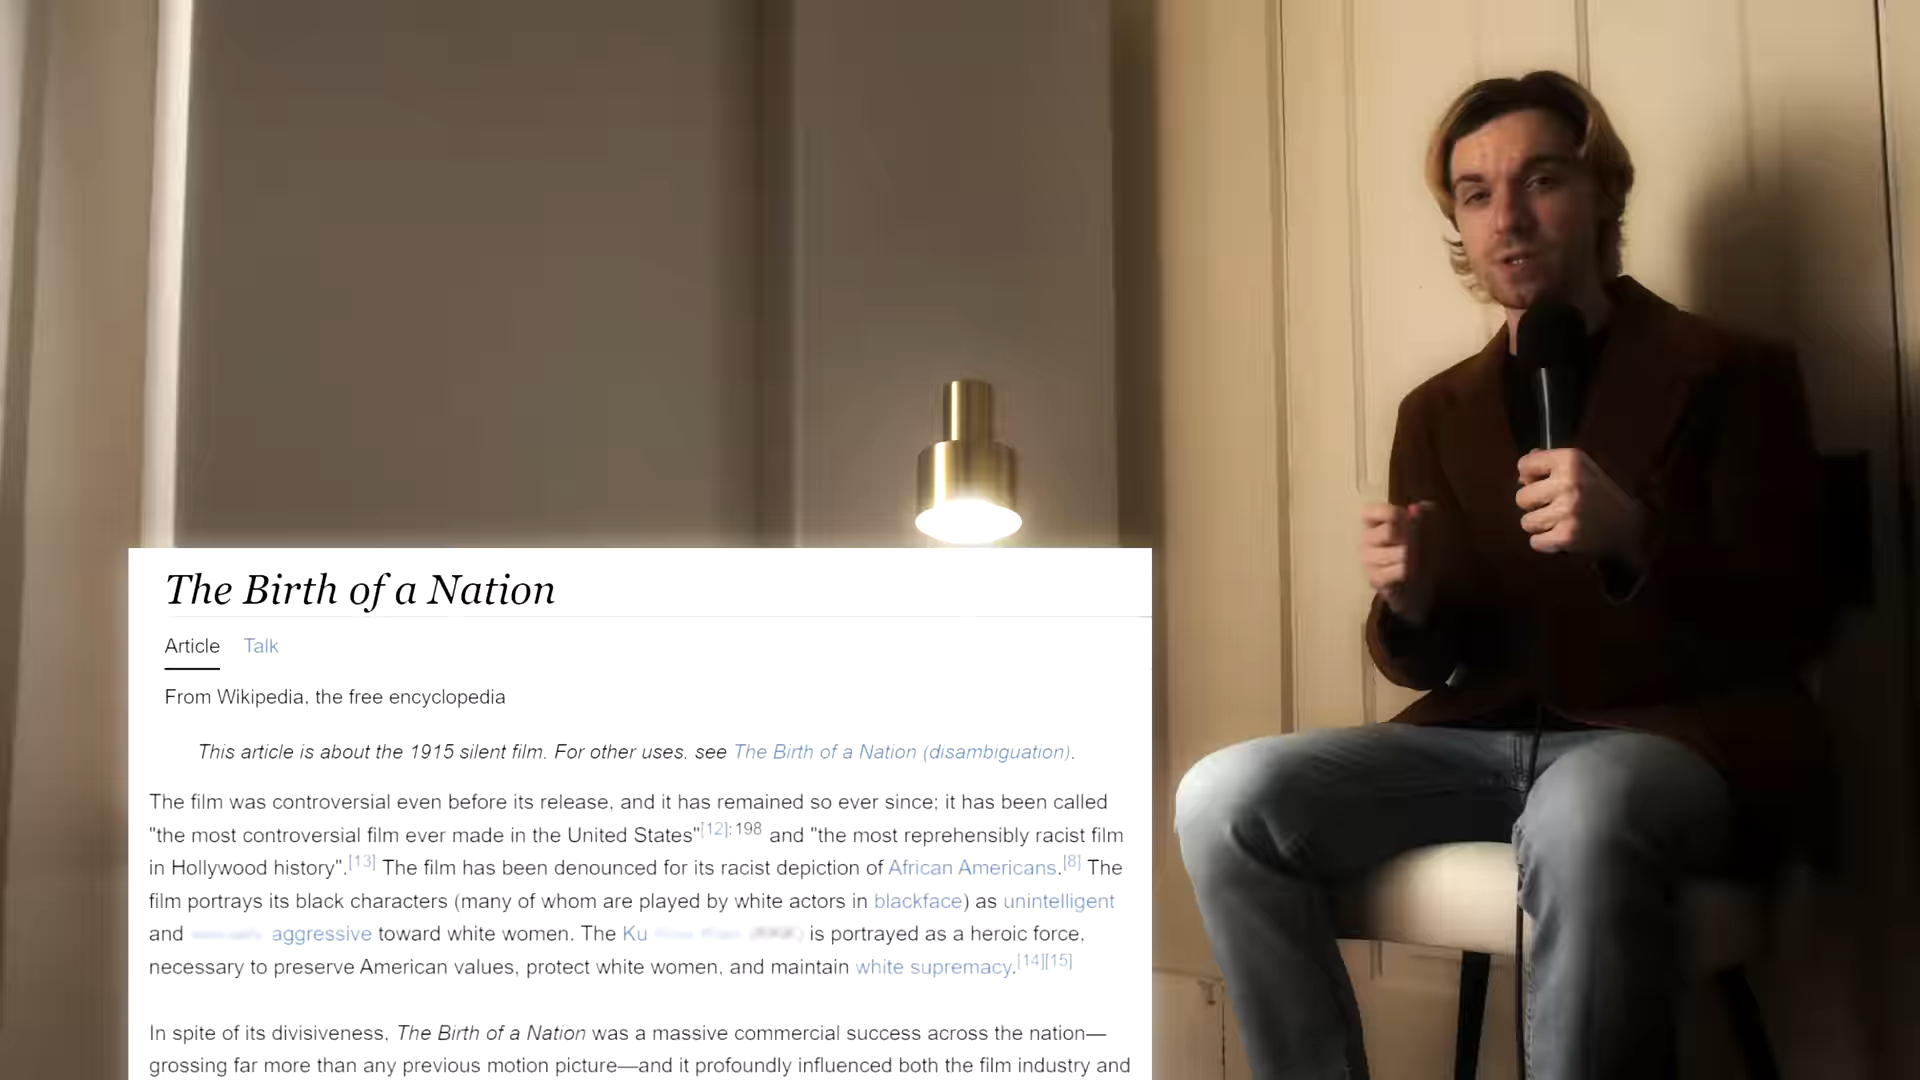 The Birth of a Nation
Article Talk
From Wikipedia, the free encyclopedia
This article is about the 1915 silent film. For other uses, see The Birth of a Nation (disambiguation).
The film was controversial even before its release, and it has remained so ever since; it has been called
"the most controversial film ever made in the United States"[12]:198 and "the most reprehensibly racist film
in Hollywood history".[13] The film has been denounced for its racist depiction of African Americans.[8] The
film portrays its black characters (many of whom are played by white actors in blackface) as unintelligent
and aggressive toward white women. The Ku is portrayed as a heroic force,
necessary to preserve American values, protect white women, and maintain white supremacy.[14][15]
In spite of its divisiveness, The Birth of a Nation was a massive commercial success across the nation—
grossing far more than any previous motion picture—and it profoundly influenced both the film industry and